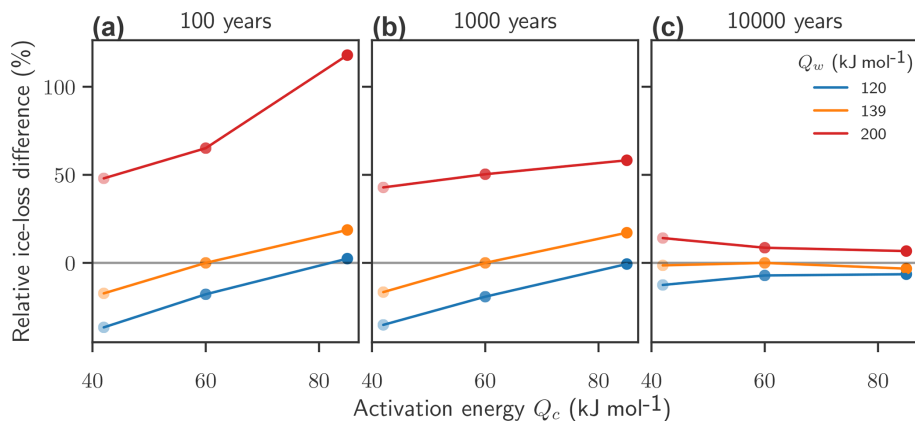 (a) 100 years
(b) 1000 years
(c) 10000 years
Relative ice-loss difference (%)
100
50
0
Q_w (kJ mol⁻¹)
120
139
200
40 60 80
40 60 80
40 60 80
Activation energy Q_c (kJ mol⁻¹)